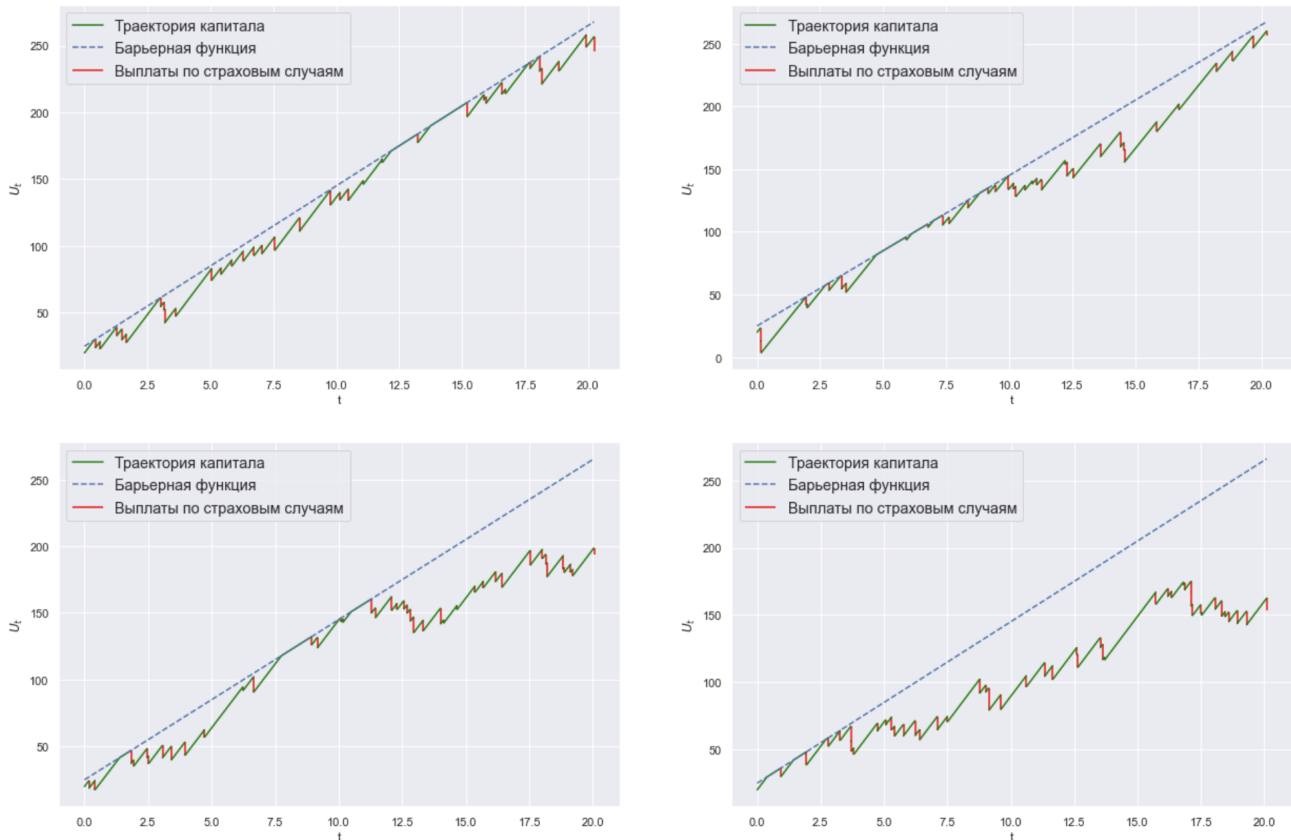 Траектория капитала
Барьерная функция
Выплаты по страховым случаям
250
200
150
100
50
U_t
0.0 2.5 5.0 7.5 10.0 12.5 15.0 17.5 20.0
t
Траектория капитала
Барьерная функция
Выплаты по страховым случаям
250
200
150
100
50
0
U_t
0.0 2.5 5.0 7.5 10.0 12.5 15.0 17.5 20.0
t
Траектория капитала
Барьерная функция
Выплаты по страховым случаям
250
200
150
100
50
U_t
0.0 2.5 5.0 7.5 10.0 12.5 15.0 17.5 20.0
t
Траектория капитала
Барьерная функция
Выплаты по страховым случаям
250
200
150
100
50
U_t
0.0 2.5 5.0 7.5 10.0 12.5 15.0 17.5 20.0
t